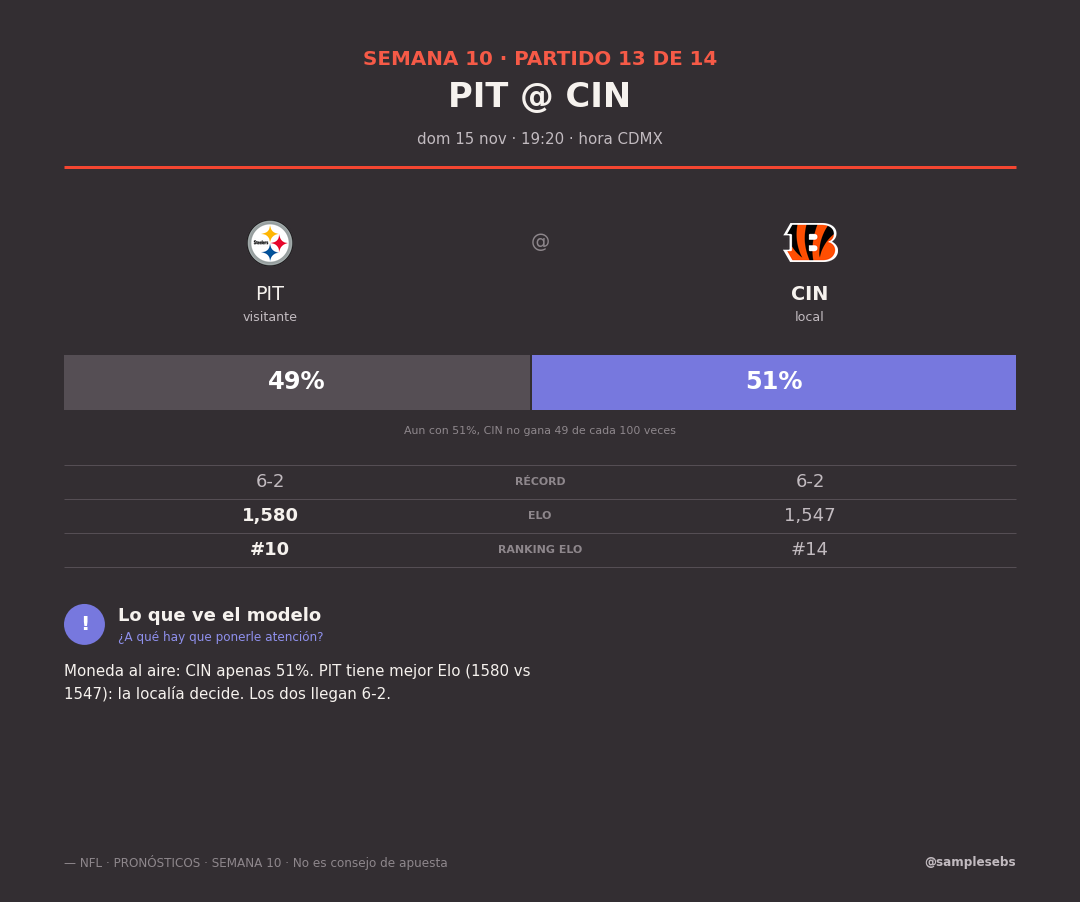 SEMANA 10 · PARTIDO 13 DE 14
PIT @ CIN
dom 15 nov · 19:20 · hora CDMX
Steelers
@
PIT
CIN
visitante
local
49%
51%
Aun con 51%, CIN no gana 49 de cada 100 veces
6-2 RÉCORD 6-2
1,580 ELO 1,547
#10 RANKING ELO #14
!
Lo que ve el modelo
¿A qué hay que ponerle atención?
Moneda al aire: CIN apenas 51%. PIT tiene mejor Elo (1580 vs
1547): la localía decide. Los dos llegan 6-2.
— NFL · PRONÓSTICOS · SEMANA 10 · No es consejo de apuesta
@samplesebs